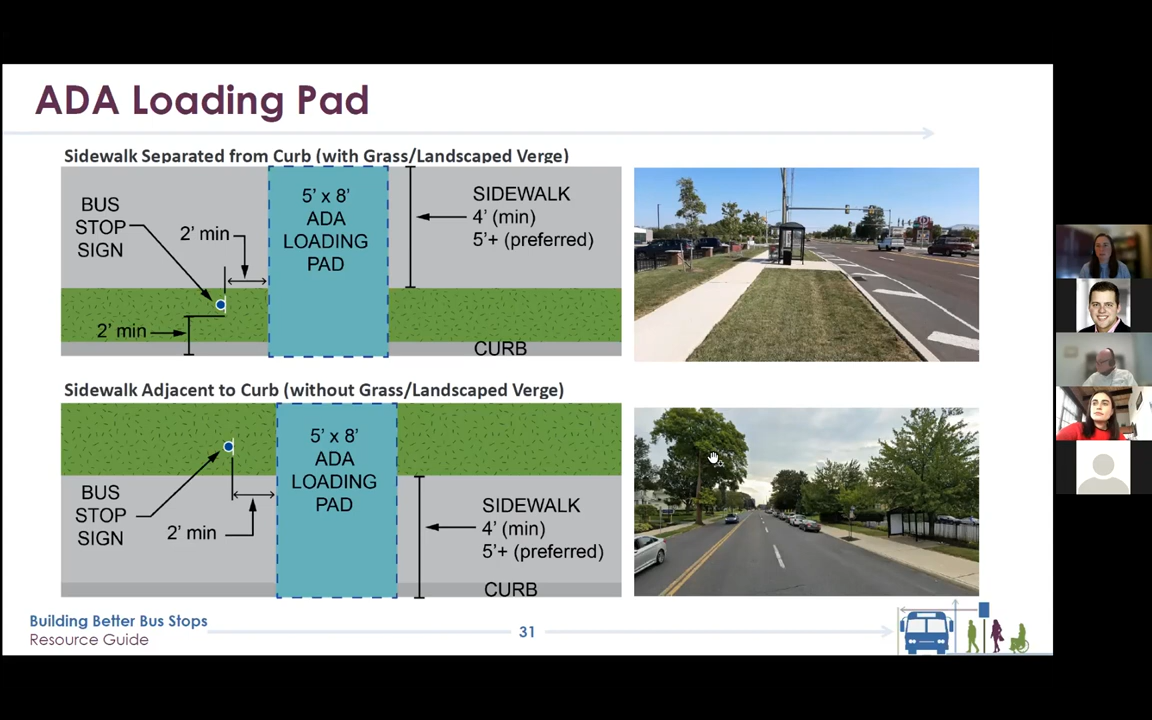 ADA Loading Pad
Sidewalk Separated from Curb (with Grass/Landscaped Verge)
BUS
STOP
SIGN
2' min
2' min
5' x 8'
ADA
LOADING
PAD
SIDEWALK
4' (min)
5'+ (preferred)
CURB
Sidewalk Adjacent to Curb (without Grass/Landscaped Verge)
BUS
STOP
SIGN
2' min
5' x 8'
ADA
LOADING
PAD
SIDEWALK
4' (min)
5'+ (preferred)
CURB
Building Better Bus Stops
Resource Guide
31